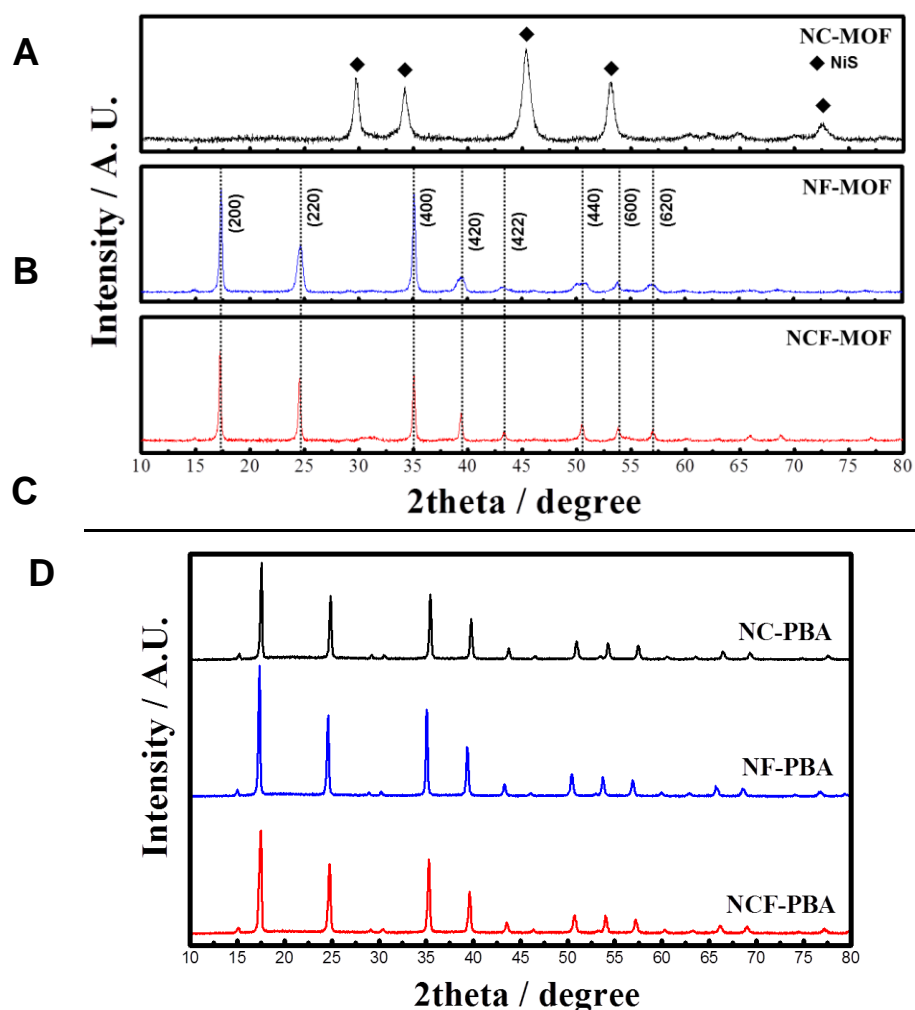 A
NC-MOF
◆ NiS
B
NF-MOF
(200)
(220)
(400)
(420)
(422)
(440)
(600)
(620)
Intensity / A. U.
C
NCF-MOF
10 15 20 25 30 35 40 45 50 55 60 65 70 75 80
2theta / degree
D
NC-PBA
NF-PBA
NCF-PBA
Intensity / A.U.
10 15 20 25 30 35 40 45 50 55 60 65 70 75 80
2theta / degree